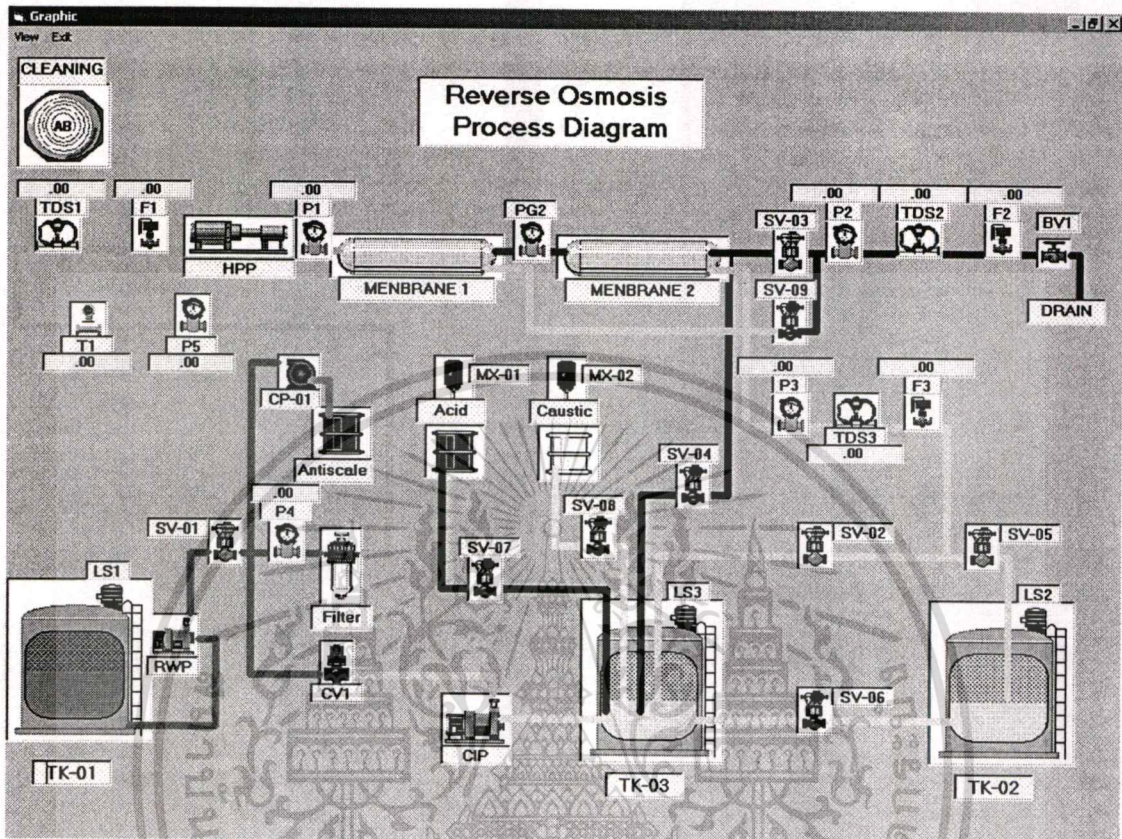 Graphic
View Exit
CLEANING
AB
Reverse Osmosis
Process Diagram
.00
TDS1
F1
.00
P1
HPP
MENBRANE 1
PG2
MENBRANE 2
SV-03
.00
P2
.00
TDS2
.00
F2
BV1
SV-09
DRAIN
T1
.00
P5
.00
CP-01
Antiscale
MX-01
Acid
MX-02
Caustic
.00
P3
TDS3
.00
.00
F3
SV-04
.00
P4
SV-01
SV-08
SV-07
SV-02
SV-05
LS1
Filter
RWP
CV1
LS3
LS2
SV-06
CIP
TK-01
TK-03
TK-02